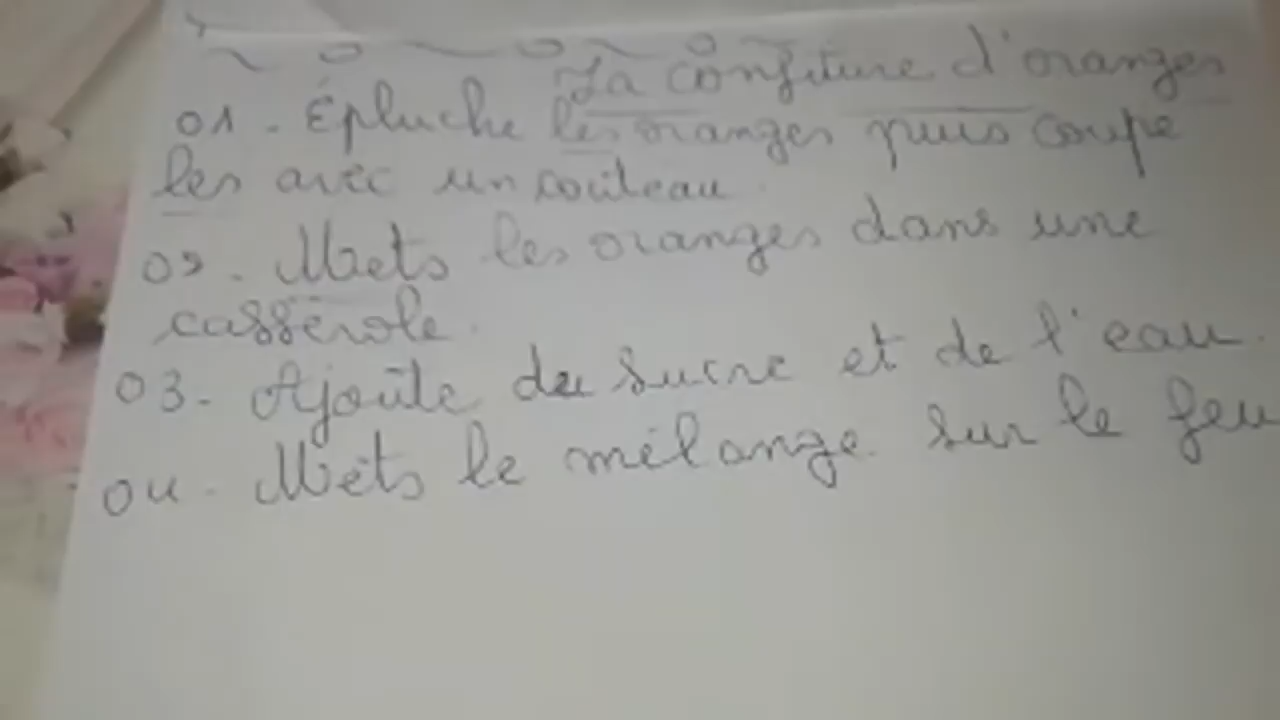 La confiture d'oranges
01. Épluche les oranges puis coupe
les avec un couteau.
02. Mets les oranges dans une
casserole.
03. Ajoute du sucre et de l'eau.
04. Mets le mélange sur le feu